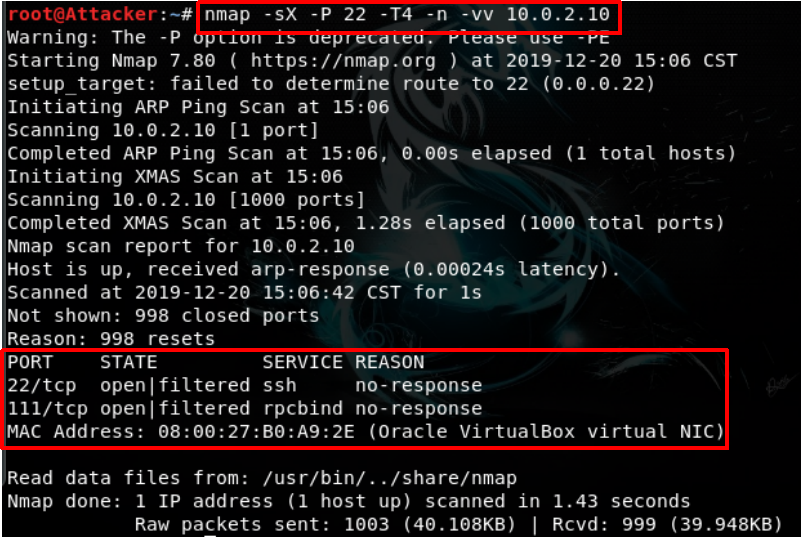 root@Attacker:~# nmap -sX -P 22 -T4 -n -vv 10.0.2.10
Warning: The -P option is deprecated. Please use -PE
Starting Nmap 7.80 ( https://nmap.org ) at 2019-12-20 15:06 CST
setup_target: failed to determine route to 22 (0.0.0.22)
Initiating ARP Ping Scan at 15:06
Scanning 10.0.2.10 [1 port]
Completed ARP Ping Scan at 15:06, 0.00s elapsed (1 total hosts)
Initiating XMAS Scan at 15:06
Scanning 10.0.2.10 [1000 ports]
Completed XMAS Scan at 15:06, 1.28s elapsed (1000 total ports)
Nmap scan report for 10.0.2.10
Host is up, received arp-response (0.00024s latency).
Scanned at 2019-12-20 15:06:42 CST for 1s
Not shown: 998 closed ports
Reason: 998 resets
PORT    STATE         SERVICE REASON
22/tcp  open|filtered ssh     no-response
111/tcp open|filtered rpcbind no-response
MAC Address: 08:00:27:B0:A9:2E (Oracle VirtualBox virtual NIC)
Read data files from: /usr/bin/../share/nmap
Nmap done: 1 IP address (1 host up) scanned in 1.43 seconds
           Raw packets sent: 1003 (40.108KB) | Rcvd: 999 (39.948KB)